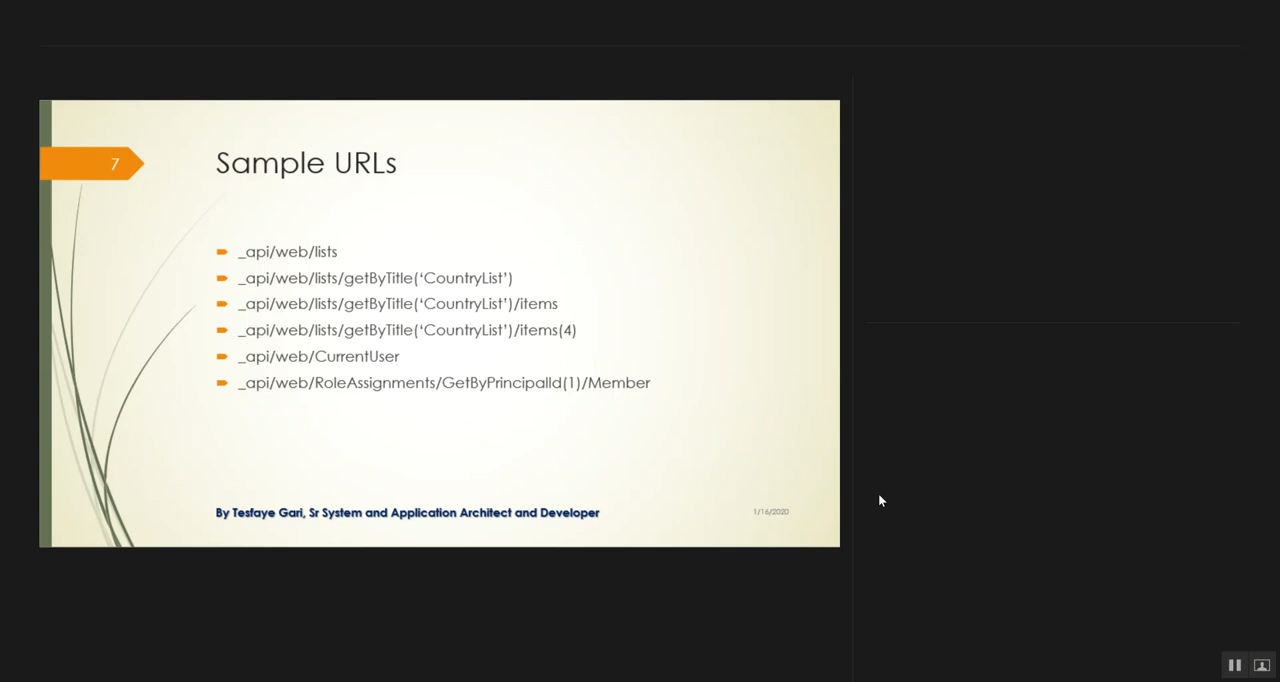 7
Sample URLs
_api/web/lists
_api/web/lists/getByTitle(‘CountryList’)
_api/web/lists/getByTitle(‘CountryList’)/items
_api/web/lists/getByTitle(‘CountryList’)/items(4)
_api/web/CurrentUser
_api/web/RoleAssignments/GetByPrincipalId(1)/Member
By Tesfaye Gari, Sr System and Application Architect and Developer
1/16/2020